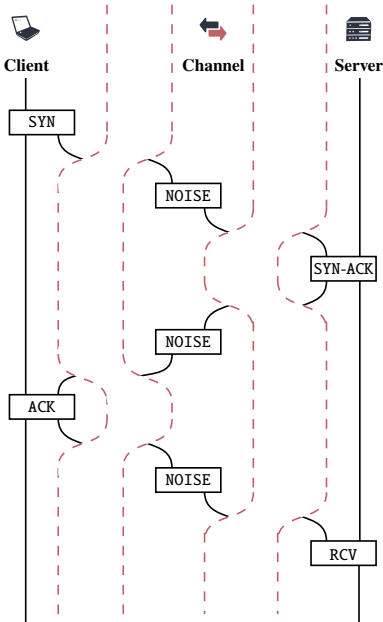 Client Channel Server
SYN
NOISE
SYN-ACK
NOISE
ACK
NOISE
RCV